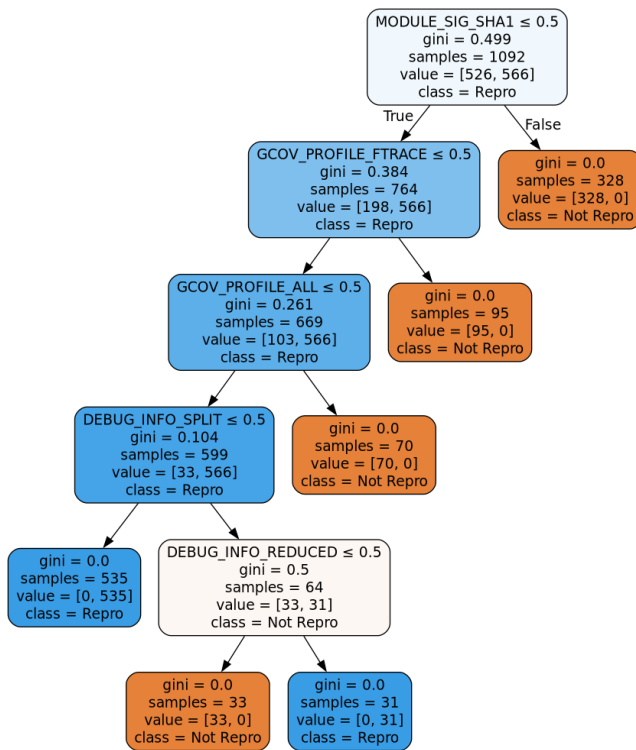 MODULE_SIG_SHA1 ≤ 0.5
gini = 0.499
samples = 1092
value = [526, 566]
class = Repro
True
False
GCOV_PROFILE_FTRACE ≤ 0.5
gini = 0.384
samples = 764
value = [198, 566]
class = Repro
gini = 0.0
samples = 328
value = [328, 0]
class = Not Repro
GCOV_PROFILE_ALL ≤ 0.5
gini = 0.261
samples = 669
value = [103, 566]
class = Repro
gini = 0.0
samples = 95
value = [95, 0]
class = Not Repro
DEBUG_INFO_SPLIT ≤ 0.5
gini = 0.104
samples = 599
value = [33, 566]
class = Repro
gini = 0.0
samples = 70
value = [70, 0]
class = Not Repro
gini = 0.0
samples = 535
value = [0, 535]
class = Repro
DEBUG_INFO_REDUCED ≤ 0.5
gini = 0.5
samples = 64
value = [33, 31]
class = Not Repro
gini = 0.0
samples = 33
value = [33, 0]
class = Not Repro
gini = 0.0
samples = 31
value = [0, 31]
class = Repro